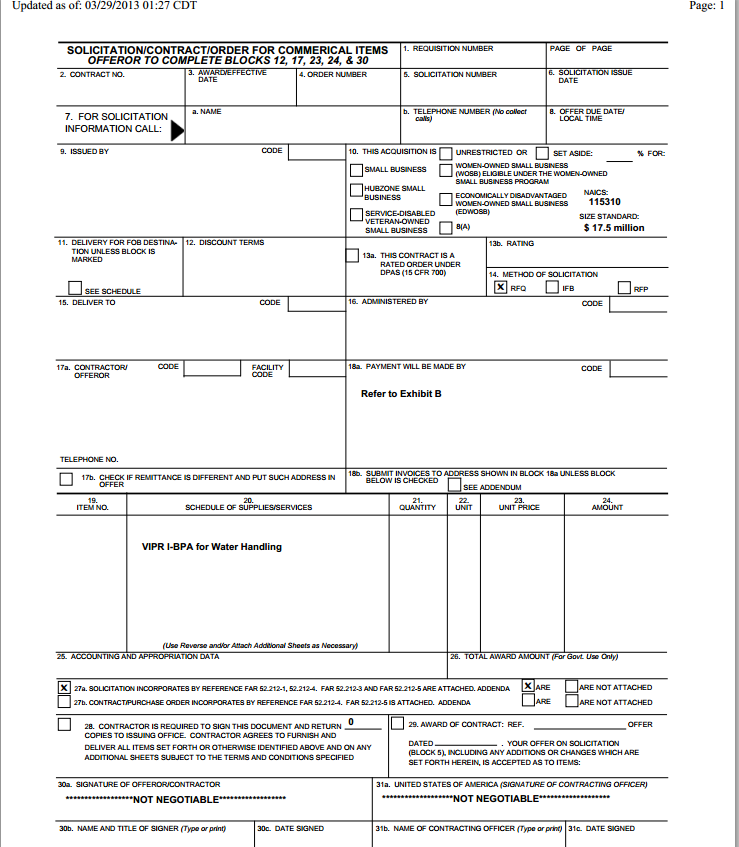 Updated as of: 03/29/2013 01:27 CDT
Page: 1
SOLICITATION/CONTRACT/ORDER FOR COMMERICAL ITEMS
OFFEROR TO COMPLETE BLOCKS 12, 17, 23, 24, & 30
1. REQUISITION NUMBER
PAGE OF PAGE
2. CONTRACT NO.
3. AWARD/EFFECTIVE
DATE
4. ORDER NUMBER
5. SOLICITATION NUMBER
6. SOLICITATION ISSUE
DATE
7. FOR SOLICITATION
INFORMATION CALL:
a. NAME
b. TELEPHONE NUMBER (No collect
calls)
8. OFFER DUE DATE/
LOCAL TIME
9. ISSUED BY
CODE
10. THIS ACQUISITION IS
UNRESTRICTED OR
SET ASIDE:
% FOR:
SMALL BUSINESS
HUBZONE SMALL
BUSINESS
SERVICE-DISABLED
VETERAN-OWNED
SMALL BUSINESS
WOMEN-OWNED SMALL BUSINESS
(WOSB) ELIGIBLE UNDER THE WOMEN-OWNED
SMALL BUSINESS PROGRAM
ECONOMICALLY DISADVANTAGED
WOMEN-OWNED SMALL BUSINESS
(EDWOSB)
8(A)
NAICS:
115310
SIZE STANDARD:
$ 17.5 million
11. DELIVERY FOR FOB DESTINA-
TION UNLESS BLOCK IS
MARKED
SEE SCHEDULE
12. DISCOUNT TERMS
13a. THIS CONTRACT IS A
RATED ORDER UNDER
DPAS (15 CFR 700)
13b. RATING
14. METHOD OF SOLICITATION
X RFQ
IFB
RFP
15. DELIVER TO
CODE
16. ADMINISTERED BY
CODE
17a. CONTRACTOR/
OFFEROR
CODE
FACILITY
CODE
TELEPHONE NO.
18a. PAYMENT WILL BE MADE BY
CODE
Refer to Exhibit B
17b. CHECK IF REMITTANCE IS DIFFERENT AND PUT SUCH ADDRESS IN
OFFER
18b. SUBMIT INVOICES TO ADDRESS SHOWN IN BLOCK 18a UNLESS BLOCK
BELOW IS CHECKED
SEE ADDENDUM
19.
ITEM NO.
20.
SCHEDULE OF SUPPLIES/SERVICES
21.
QUANTITY
22.
UNIT
23.
UNIT PRICE
24.
AMOUNT
VIPR I-BPA for Water Handling
(Use Reverse and/or Attach Additional Sheets as Necessary)
25. ACCOUNTING AND APPROPRIATION DATA
26. TOTAL AWARD AMOUNT (For Govt. Use Only)
X 27a. SOLICITATION INCORPORATES BY REFERENCE FAR 52.212-1, 52.212-4. FAR 52.212-3 AND FAR 52.212-5 ARE ATTACHED. ADDENDA X ARE ARE NOT ATTACHED
27b. CONTRACT/PURCHASE ORDER INCORPORATES BY REFERENCE FAR 52.212-4. FAR 52.212-5 IS ATTACHED. ADDENDA ARE ARE NOT ATTACHED
28. CONTRACTOR IS REQUIRED TO SIGN THIS DOCUMENT AND RETURN 0
COPIES TO ISSUING OFFICE. CONTRACTOR AGREES TO FURNISH AND
DELIVER ALL ITEMS SET FORTH OR OTHERWISE IDENTIFIED ABOVE AND ON ANY
ADDITIONAL SHEETS SUBJECT TO THE TERMS AND CONDITIONS SPECIFIED
29. AWARD OF CONTRACT: REF. OFFER
DATED . YOUR OFFER ON SOLICITATION
(BLOCK 5), INCLUDING ANY ADDITIONS OR CHANGES WHICH ARE
SET FORTH HEREIN, IS ACCEPTED AS TO ITEMS:
30a. SIGNATURE OF OFFEROR/CONTRACTOR
******************NOT NEGOTIABLE******************
31a. UNITED STATES OF AMERICA (SIGNATURE OF CONTRACTING OFFICER)
*******************NOT NEGOTIABLE*******************
30b. NAME AND TITLE OF SIGNER (Type or print)
30c. DATE SIGNED
31b. NAME OF CONTRACTING OFFICER (Type or print)
31c. DATE SIGNED